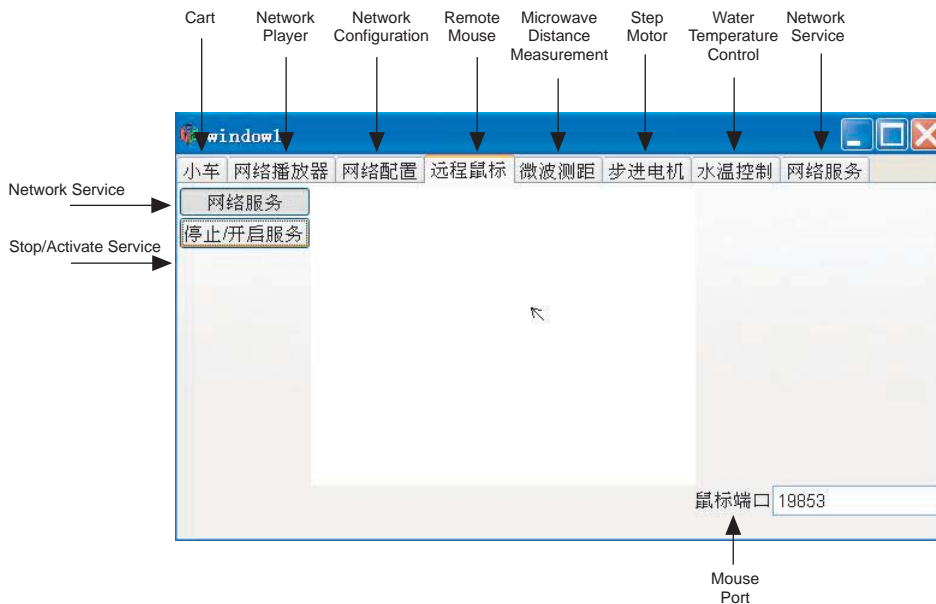 Cart
Network
Player
Network
Configuration
Remote
Mouse
Microwave
Distance
Measurement
Step
Motor
Water
Temperature
Control
Network
Service
window1
小车 网络播放器 网络配置 远程鼠标 微波测距 步进电机 水温控制 网络服务
Network Service
网络服务
Stop/Activate Service
停止/开启服务
鼠标端口 19853
Mouse
Port